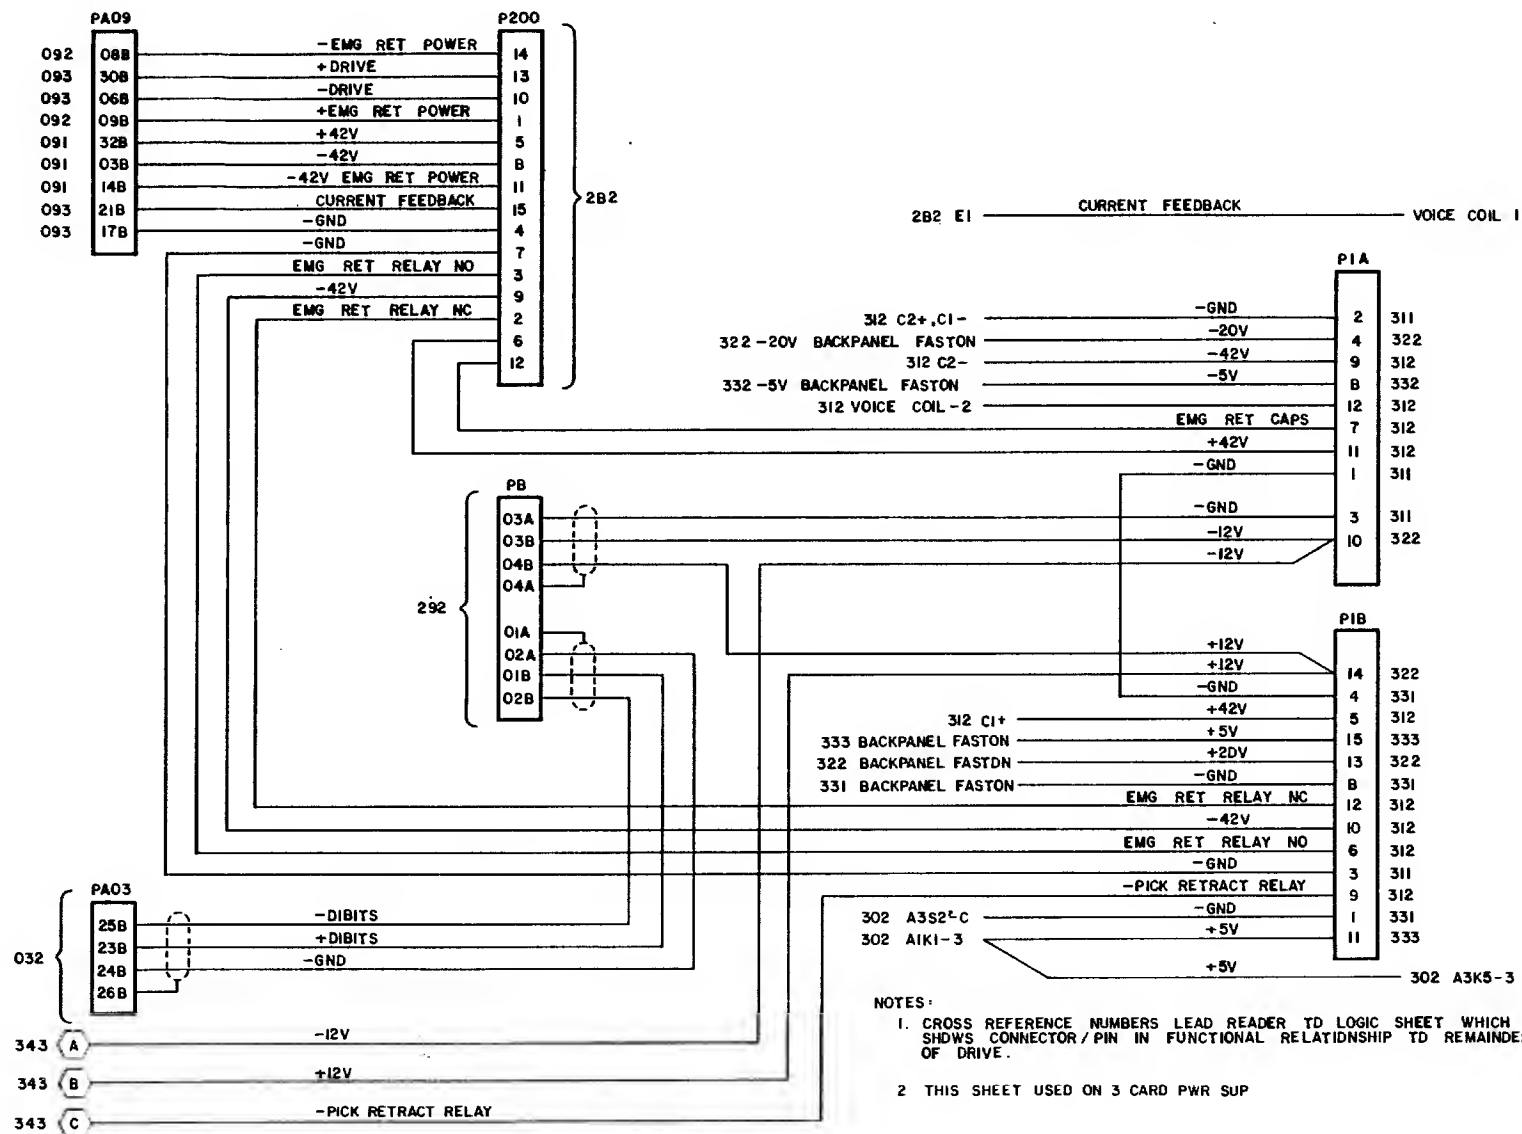 PA09
P200
092 08B -EMG RET POWER 14
093 30B +DRIVE 13
093 06B -DRIVE 10
092 09B +EMG RET POWER 1
091 32B +42V 5
091 03B -42V B
091 14B -42V EMG RET POWER 11
093 21B CURRENT FEEDBACK 15
093 17B -GND 4
-GND 7
EMG RET RELAY NO 3
-42V 9
EMG RET RELAY NC 2
6
12
2B2
2B2 E1 CURRENT FEEDBACK VOICE COIL 1
P1A
312 C2+,C1- -GND 2 311
322 -20V BACKPANEL FASTON -20V 4 322
312 C2- -42V 9 312
332 -5V BACKPANEL FASTON -5V B 332
312 VOICE COIL-2 12 312
EMG RET CAPS 7 312
+42V 11 312
-GND 1 311
-GND 3 311
-12V 10 322
-12V
PB
03A
03B
04B
04A
292
01A
02A
01B
02B
P1B
+12V
+12V 14 322
-GND 4 331
312 C1+ +42V 5 312
333 BACKPANEL FASTON +5V 15 333
322 BACKPANEL FASTDN +2DV 13 322
331 BACKPANEL FASTON -GND B 331
EMG RET RELAY NC 12 312
-42V 10 312
EMG RET RELAY NO 6 312
-GND 3 311
-PICK RETRACT RELAY 9 312
302 A3S2-C -GND 1 331
302 A1K1-3 +5V 11 333
+5V 302 A3K5-3
PA03
25B -DIBITS
23B +DIBITS
24B -GND
26B
032
343 A -12V
343 B +12V
343 C -PICK RETRACT RELAY
NOTES:
1. CROSS REFERENCE NUMBERS LEAD READER TD LOGIC SHEET WHICH
SHDWS CONNECTOR/PIN IN FUNCTIONAL RELATIDNSHIP TD REMAINDE
OF DRIVE.
2 THIS SHEET USED ON 3 CARD PWR SUP